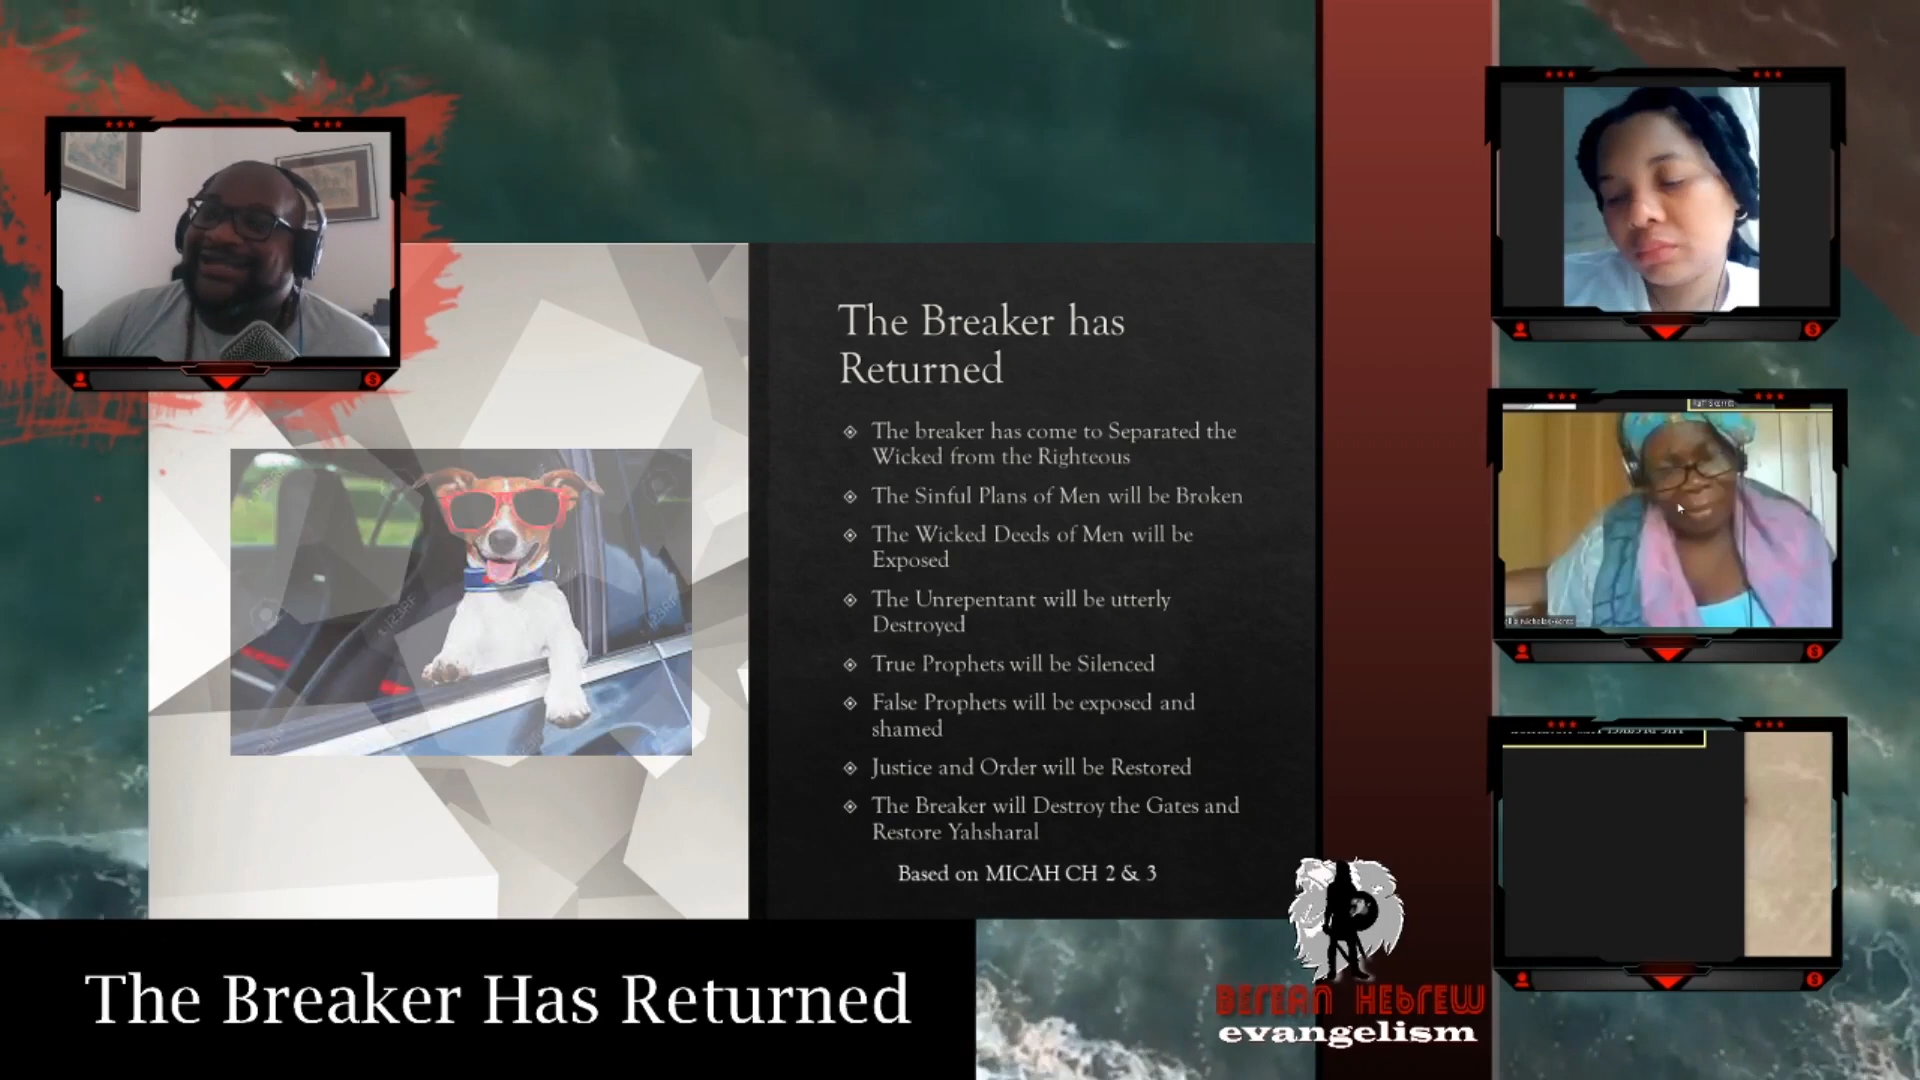 The Breaker has
Returned
The breaker has come to Separated the
Wicked from the Righteous
The Sinful Plans of Men will be Broken
The Wicked Deeds of Men will be
Exposed
The Unrepentant will be utterly
Destroyed
True Prophets will be Silenced
False Prophets will be exposed and
shamed
Justice and Order will be Restored
The Breaker will Destroy the Gates and
Restore Yahsharal
Based on MICAH CH 2 & 3
The Breaker Has Returned
BEREAN HEBREW
evangelism
123RF
123RF